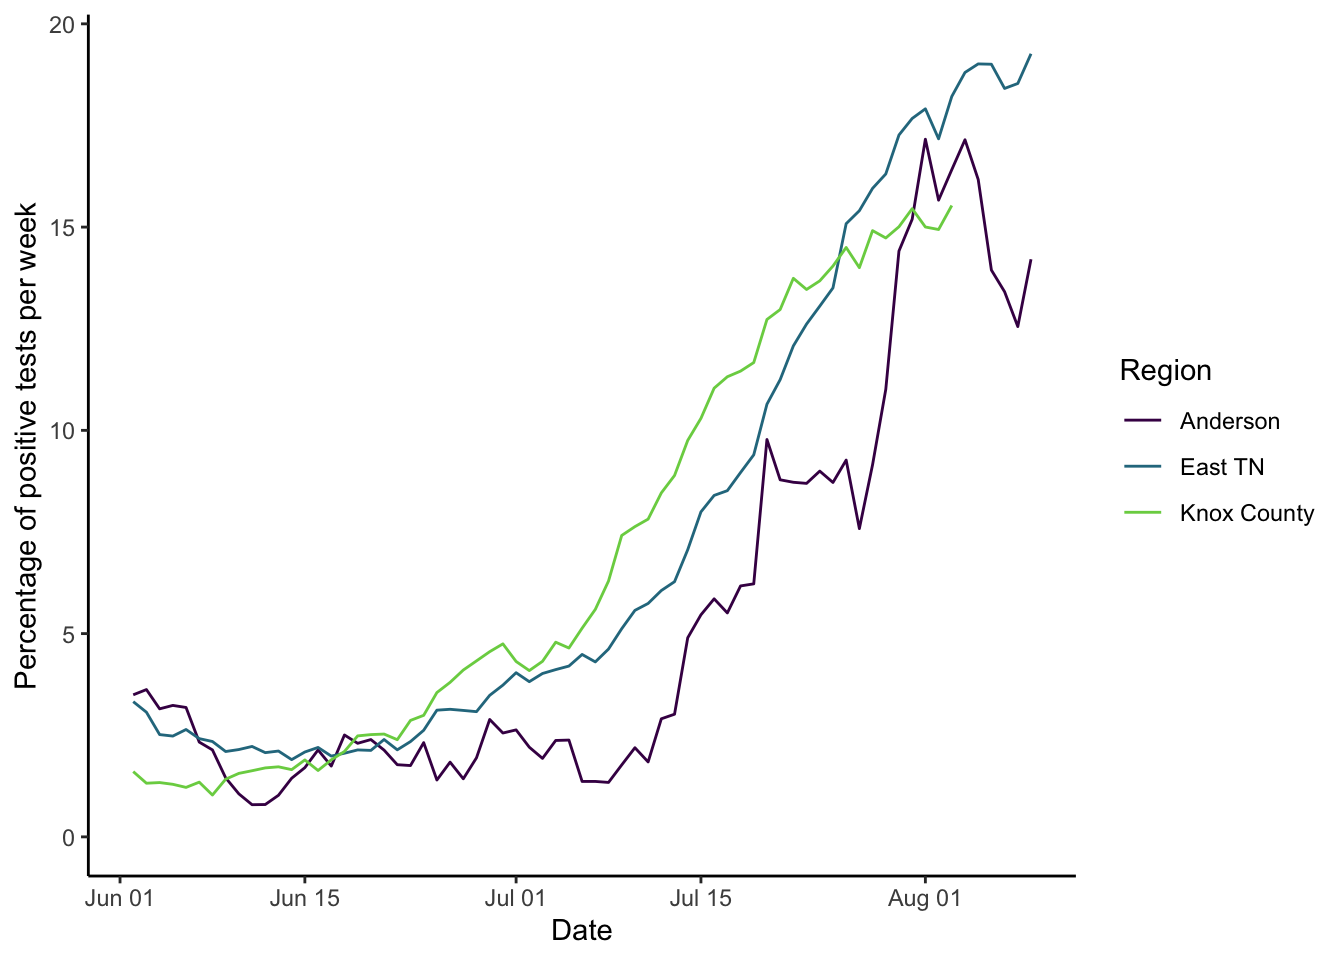 Percentage of positive tests per week
20
15
10
5
0
Jun 01
Jun 15
Jul 01
Jul 15
Aug 01
Date
Region
Anderson
East TN
Knox County